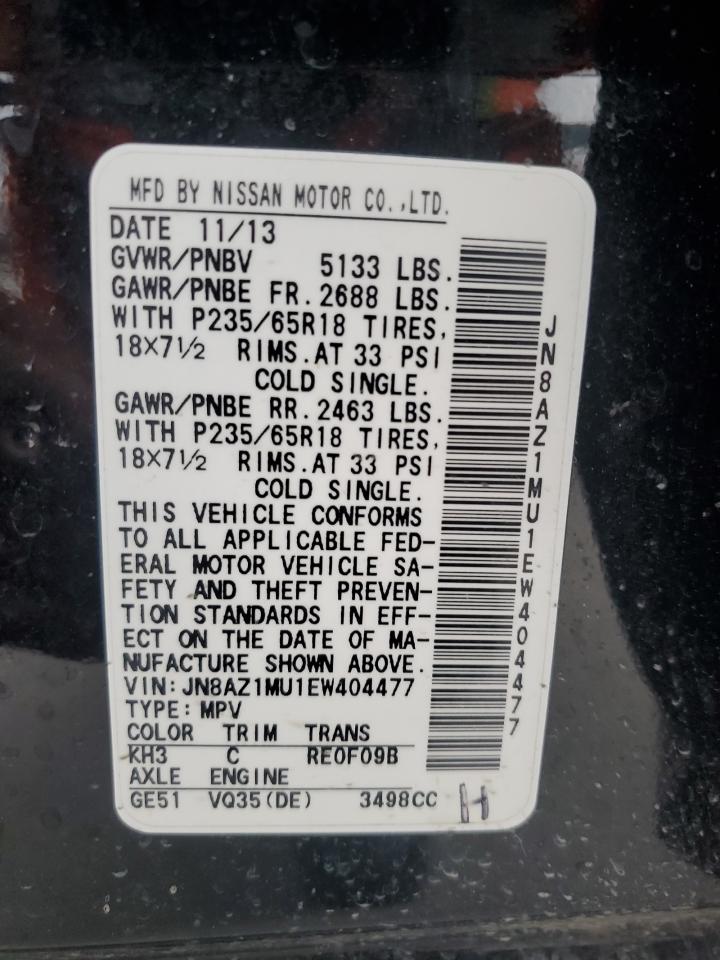 MFD BY NISSAN MOTOR CO.,LTD.
DATE 11/13
GVWR/PNBV 5133 LBS.
GAWR/PNBE FR. 2688 LBS.
WITH P235/65R18 TIRES,
18X7½ RIMS.AT 33 PSI
COLD SINGLE.
GAWR/PNBE RR. 2463 LBS.
WITH P235/65R18 TIRES,
18X7½ RIMS.AT 33 PSI
COLD SINGLE.
THIS VEHICLE CONFORMS
TO ALL APPLICABLE FED-
ERAL MOTOR VEHICLE SA-
FETY AND THEFT PREVEN-
TION STANDARDS IN EFF-
ECT ON THE DATE OF MA-
NUFACTURE SHOWN ABOVE.
VIN: JN8AZ1MU1EW404477
TYPE: MPV
COLOR TRIM TRANS
KH3 C RE0F09B
AXLE ENGINE
GE51 VQ35(DE) 3498CC H
JN8AZ1MU1EW404477